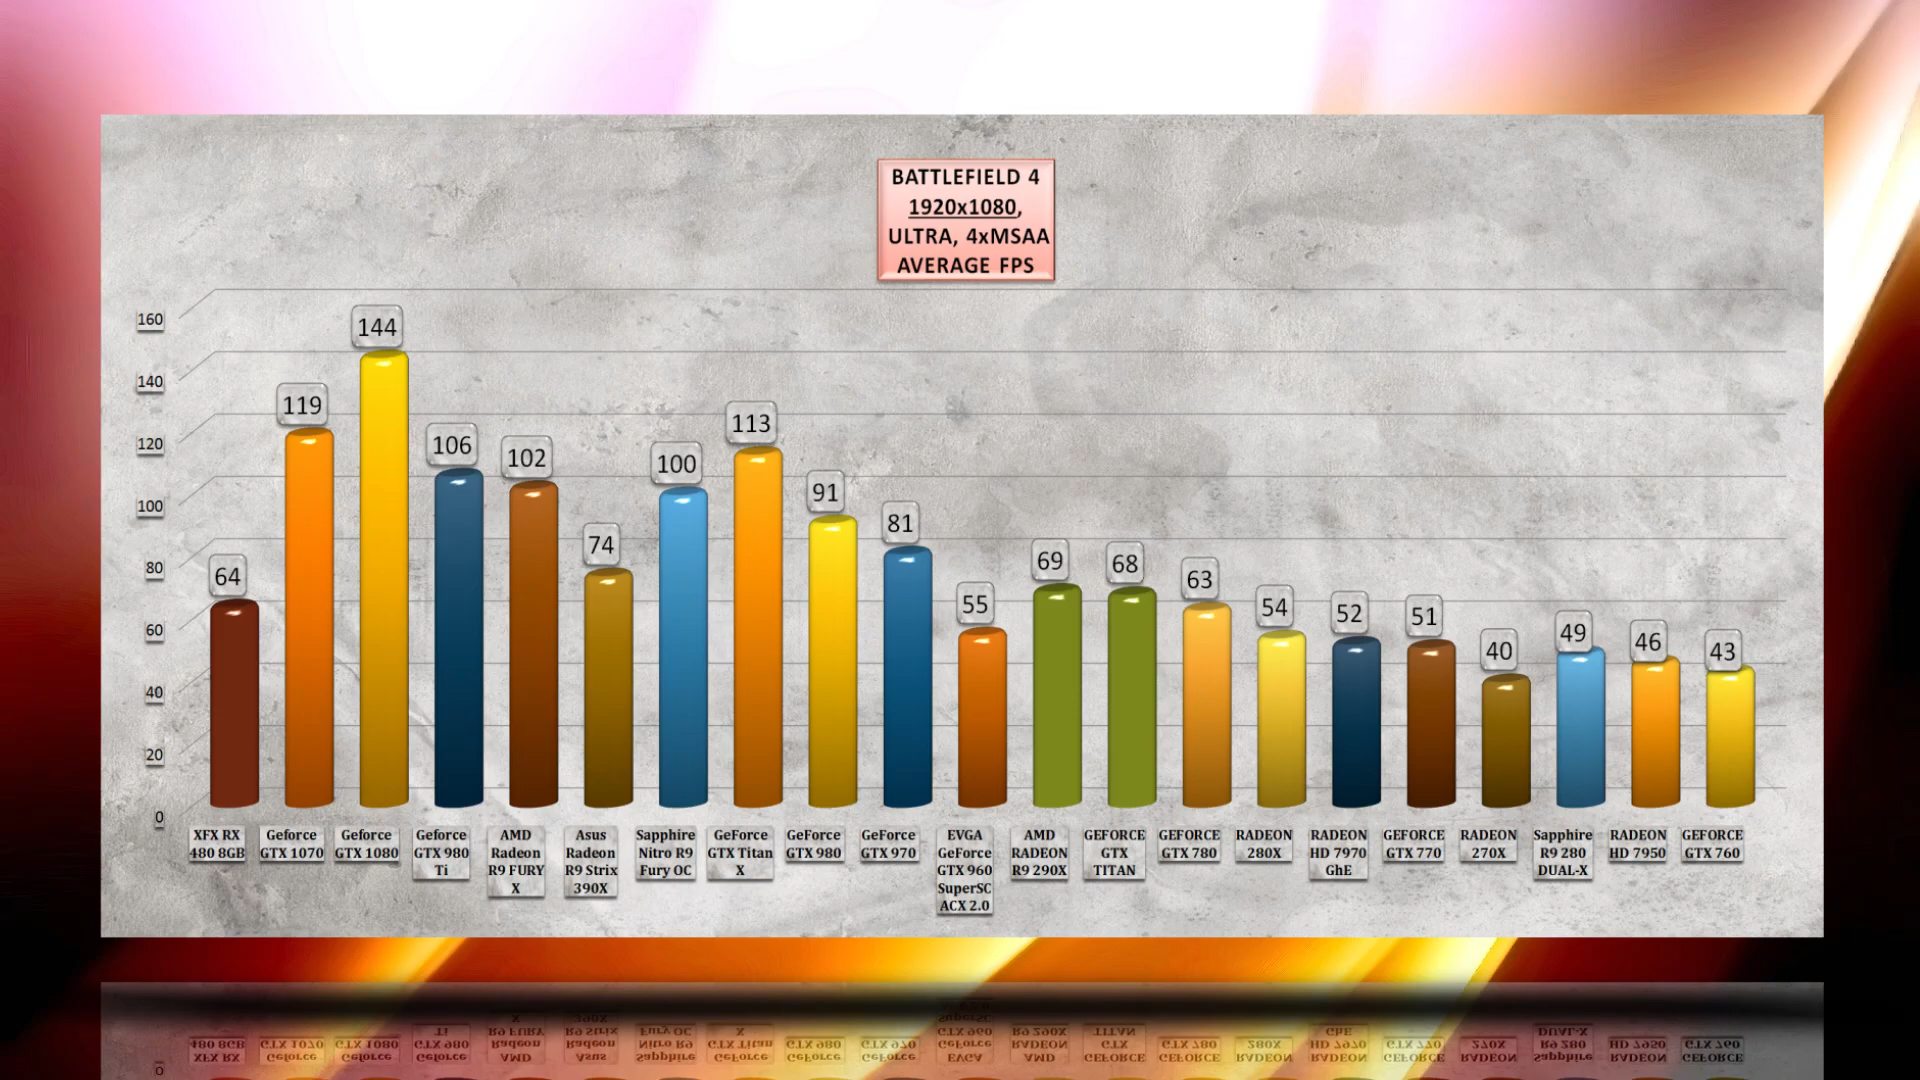 BATTLEFIELD 4
1920x1080,
ULTRA, 4xMSAA
AVERAGE FPS
160
140
120
100
80
60
40
20
0
64
119
144
106
102
74
100
113
91
81
55
69
68
63
54
52
51
40
49
46
43
XFX RX
480 8GB
Geforce
GTX 1070
Geforce
GTX 1080
Geforce
GTX 980
Ti
AMD
Radeon
R9 FURY
X
Asus
Radeon
R9 Strix
390X
Sapphire
Nitro R9
Fury OC
GeForce
GTX Titan
X
GeForce
GTX 980
GeForce
GTX 970
EVGA
GeForce
GTX 960
SuperSC
ACX 2.0
AMD
RADEON
R9 290X
GEFORCE
GTX
TITAN
GEFORCE
GTX 780
RADEON
280X
RADEON
HD 7970
GhE
GEFORCE
GTX 770
RADEON
270X
Sapphire
R9 280
DUAL-X
RADEON
HD 7950
GEFORCE
GTX 760